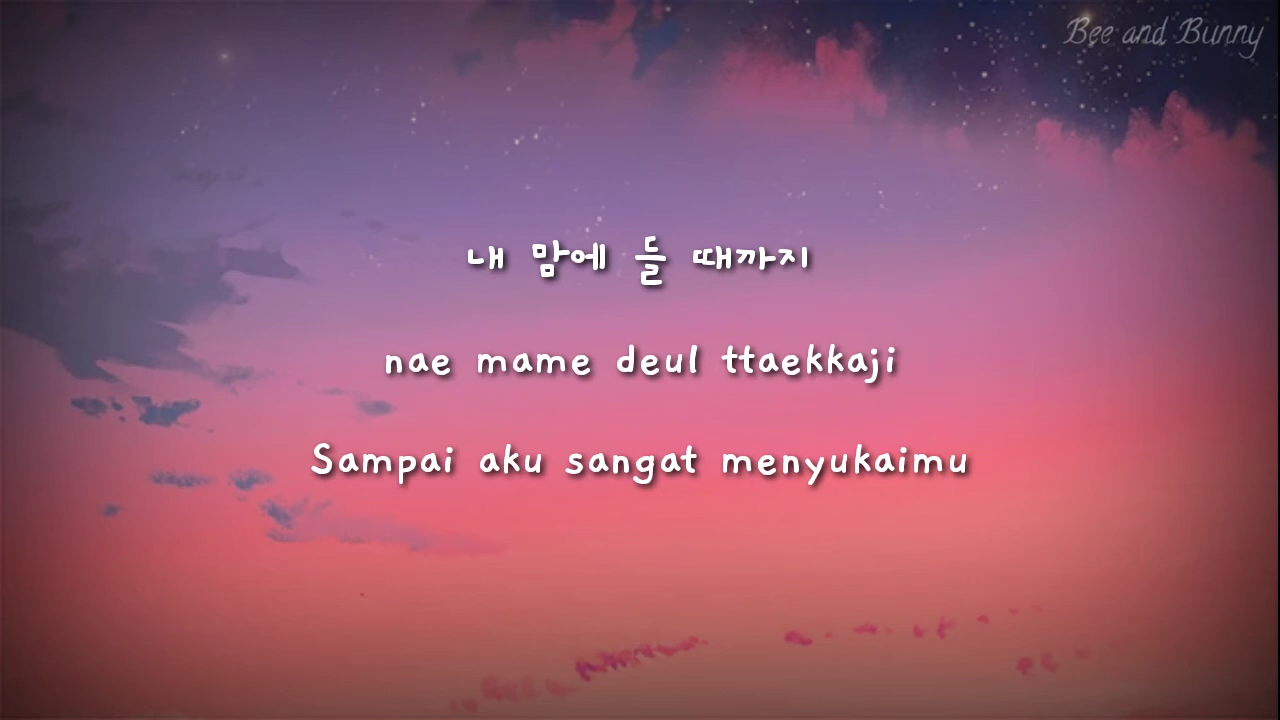 Bee and Bunny
내 맘에 들 때까지
nae mame deul ttaekkaji
Sampai aku sangat menyukaimu